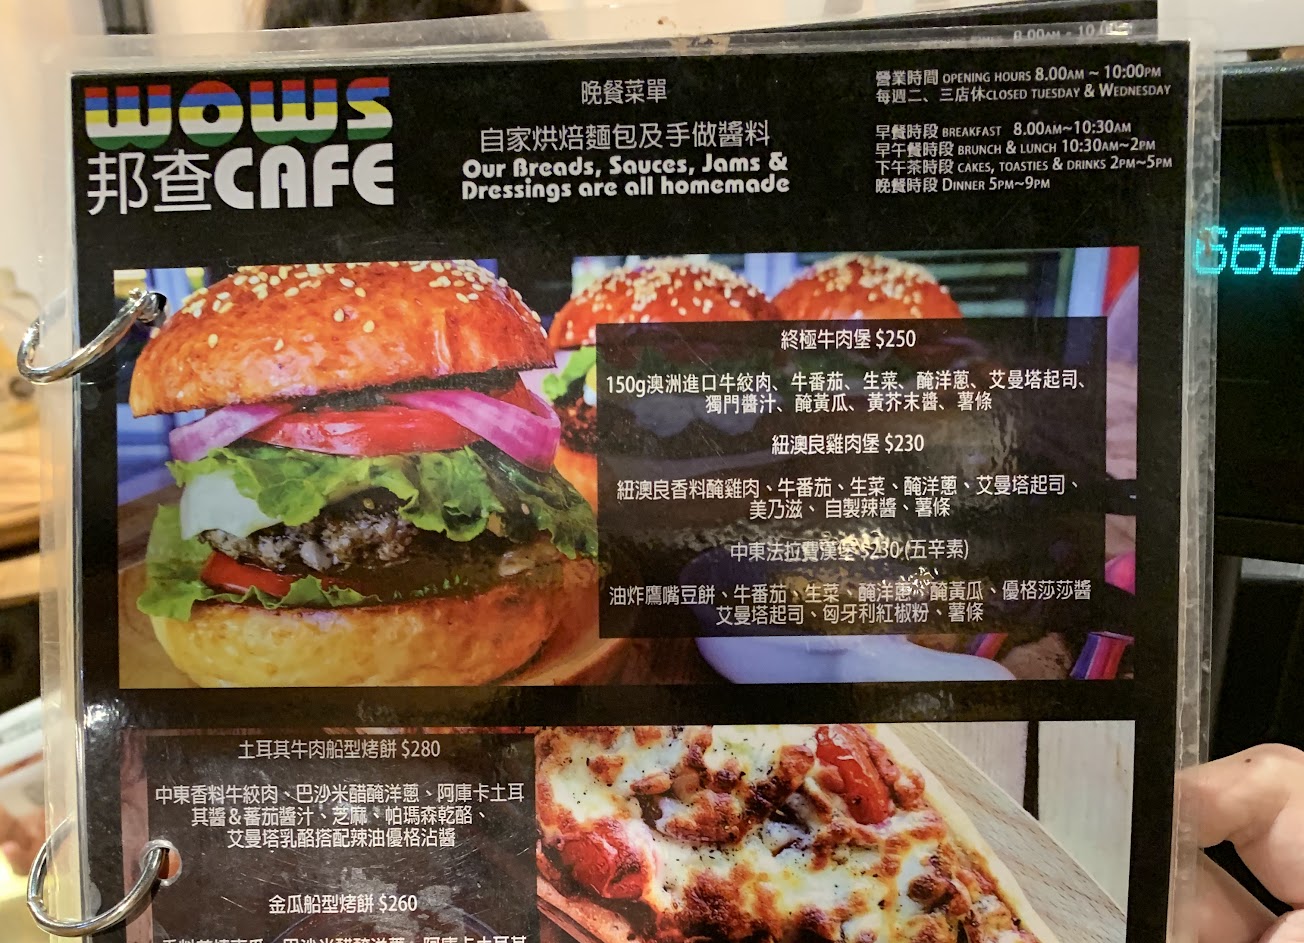 WOWS
邦查CAFE
晚餐菜單
自家烘焙麵包及手做醬料
Our Breads, Sauces, Jams &
Dressings are all homemade
營業時間 OPENING HOURS 8.00AM ~ 10:00PM
每週二、三店休CLOSED TUESDAY & WEDNESDAY
早餐時段 BREAKFAST 8.00AM~10:30AM
早午餐時段 BRUNCH & LUNCH 10:30AM~2PM
下午茶時段 CAKES, TOASTIES & DRINKS 2PM~5PM
晚餐時段 DINNER 5PM~9PM
終極牛肉堡 $250
150g澳洲進口牛絞肉、牛番茄、生菜、醃洋蔥、艾曼塔起司、
獨門醬汁、醃黃瓜、黃芥末醬、薯條
紐澳良雞肉堡 $230
紐澳良香料醃雞肉、牛番茄、生菜、醃洋蔥、艾曼塔起司、
美乃滋、自製辣醬、薯條
中東法拉費漢堡 $230 (五辛素)
油炸鷹嘴豆餅、牛番茄、生菜、醃洋蔥、醃黃瓜、優格莎莎醬
艾曼塔起司、匈牙利紅椒粉、薯條
土耳其牛肉船型烤餅 $280
中東香料牛絞肉、巴沙米醋醃洋蔥、阿庫卡土耳
其醬＆蕃茄醬汁、芝麻、帕瑪森乾酪、
艾曼塔乳酪搭配辣油優格沾醬
金瓜船型烤餅 $260
660